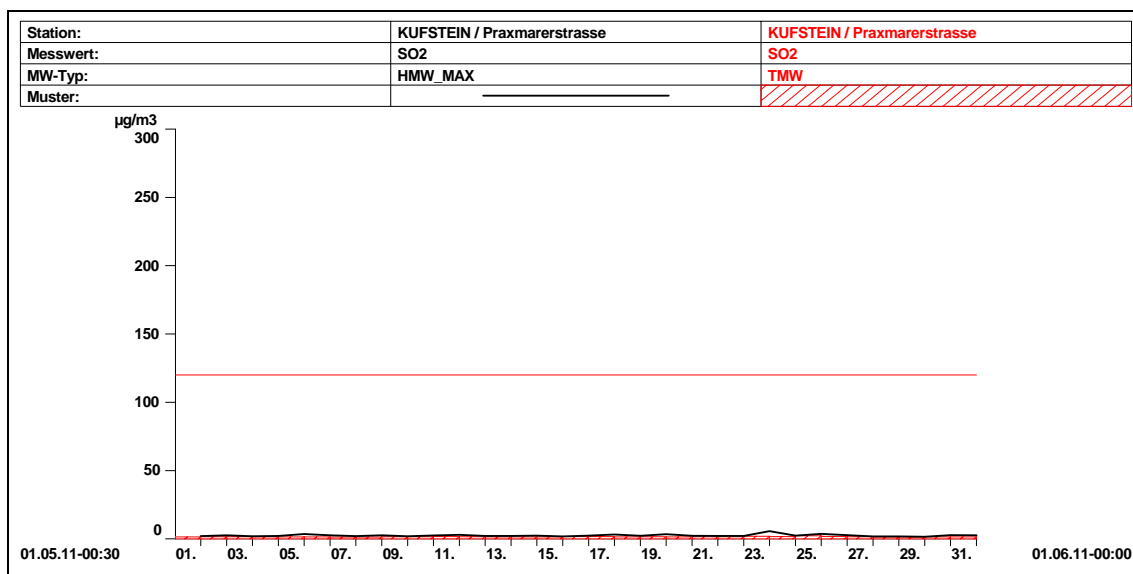 Station: KUFSTEIN / Praxmarerstrasse KUFSTEIN / Praxmarerstrasse
Messwert: SO2 SO2
MW-Typ: HMW_MAX TMW
Muster:
µg/m3
300
250
200
150
100
50
0
01.05.11-00:30 01. 03. 05. 07. 09. 11. 13. 15. 17. 19. 21. 23. 25. 27. 29. 31. 01.06.11-00:00